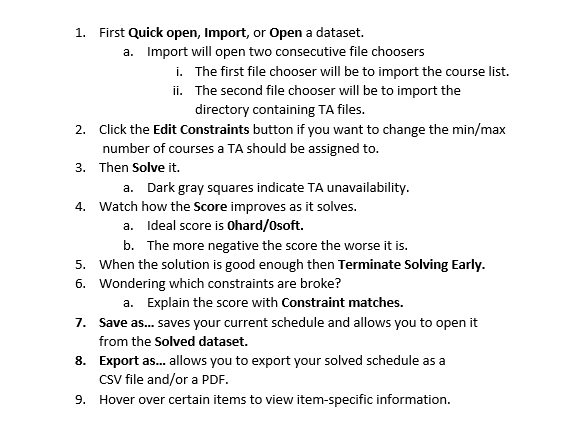 1. First Quick open, Import, or Open a dataset.
a. Import will open two consecutive file choosers
i. The first file chooser will be to import the course list.
ii. The second file chooser will be to import the
directory containing TA files.
2. Click the Edit Constraints button if you want to change the min/max
number of courses a TA should be assigned to.
3. Then Solve it.
a. Dark gray squares indicate TA unavailability.
4. Watch how the Score improves as it solves.
a. Ideal score is 0hard/0soft.
b. The more negative the score the worse it is.
5. When the solution is good enough then Terminate Solving Early.
6. Wondering which constraints are broke?
a. Explain the score with Constraint matches.
7. Save as... saves your current schedule and allows you to open it
from the Solved dataset.
8. Export as... allows you to export your solved schedule as a
CSV file and/or a PDF.
9. Hover over certain items to view item-specific information.